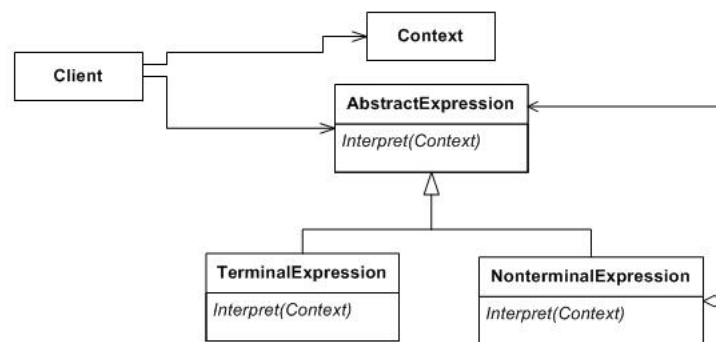 Context
Client
AbstractExpression
Interpret(Context)
TerminalExpression
Interpret(Context)
NonterminalExpression
Interpret(Context)